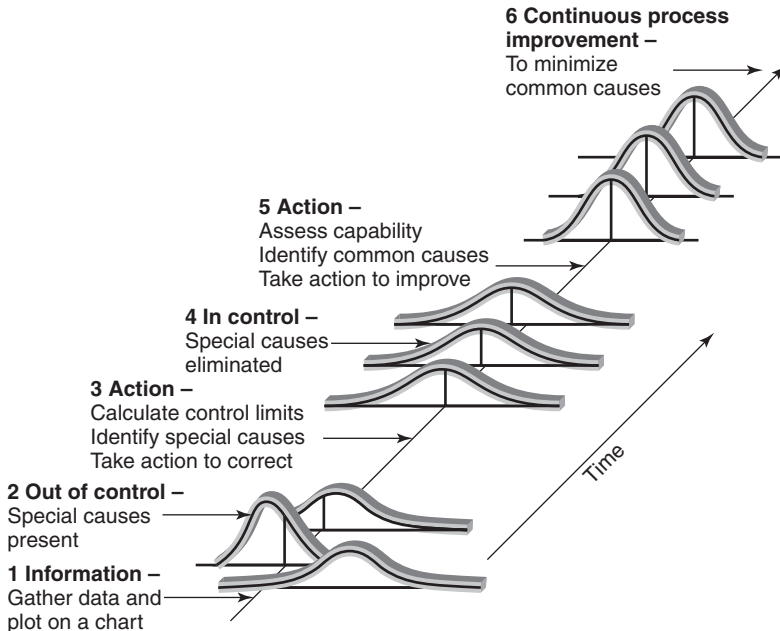 6 Continuous process
improvement –
To minimize
common causes
5 Action –
Assess capability
Identify common causes
Take action to improve
4 In control –
Special causes
eliminated
3 Action –
Calculate control limits
Identify special causes
Take action to correct
Time
2 Out of control –
Special causes
present
1 Information –
Gather data and
plot on a chart